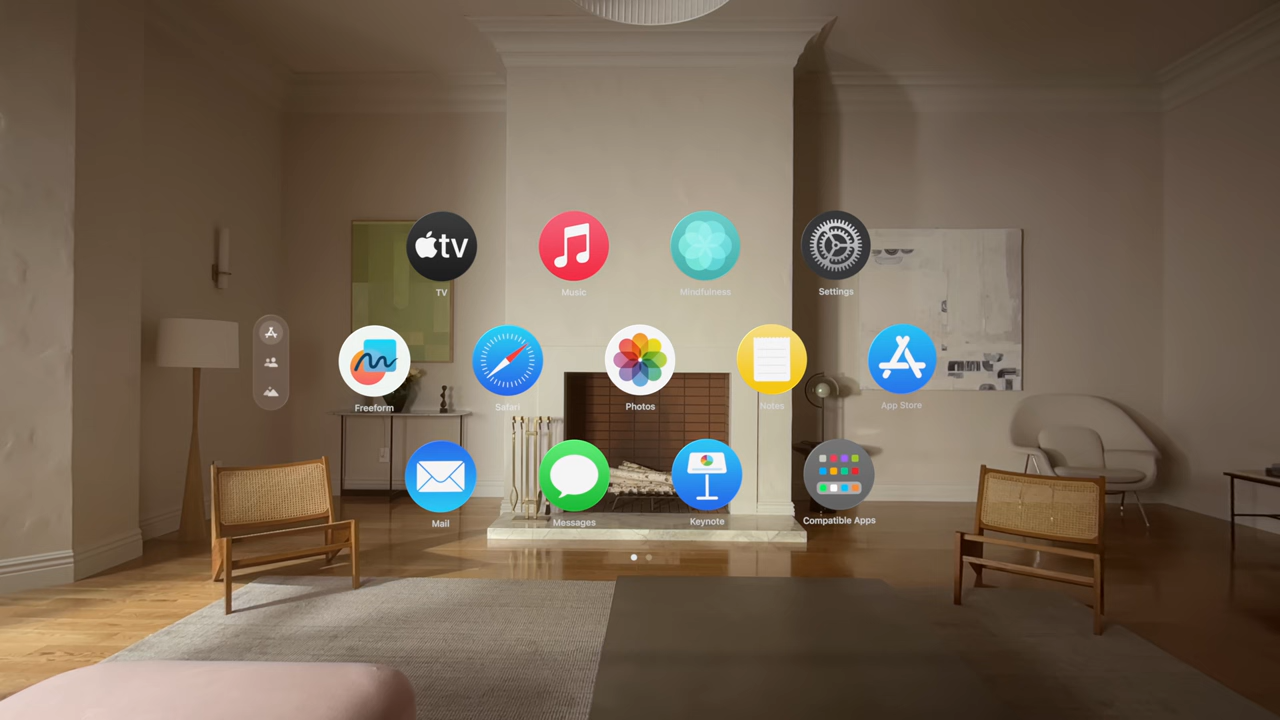 tv
TV
Music
Mindfulness
Settings
Freeform
Safari
Photos
Notes
App Store
Mail
Messages
Keynote
Compatible Apps